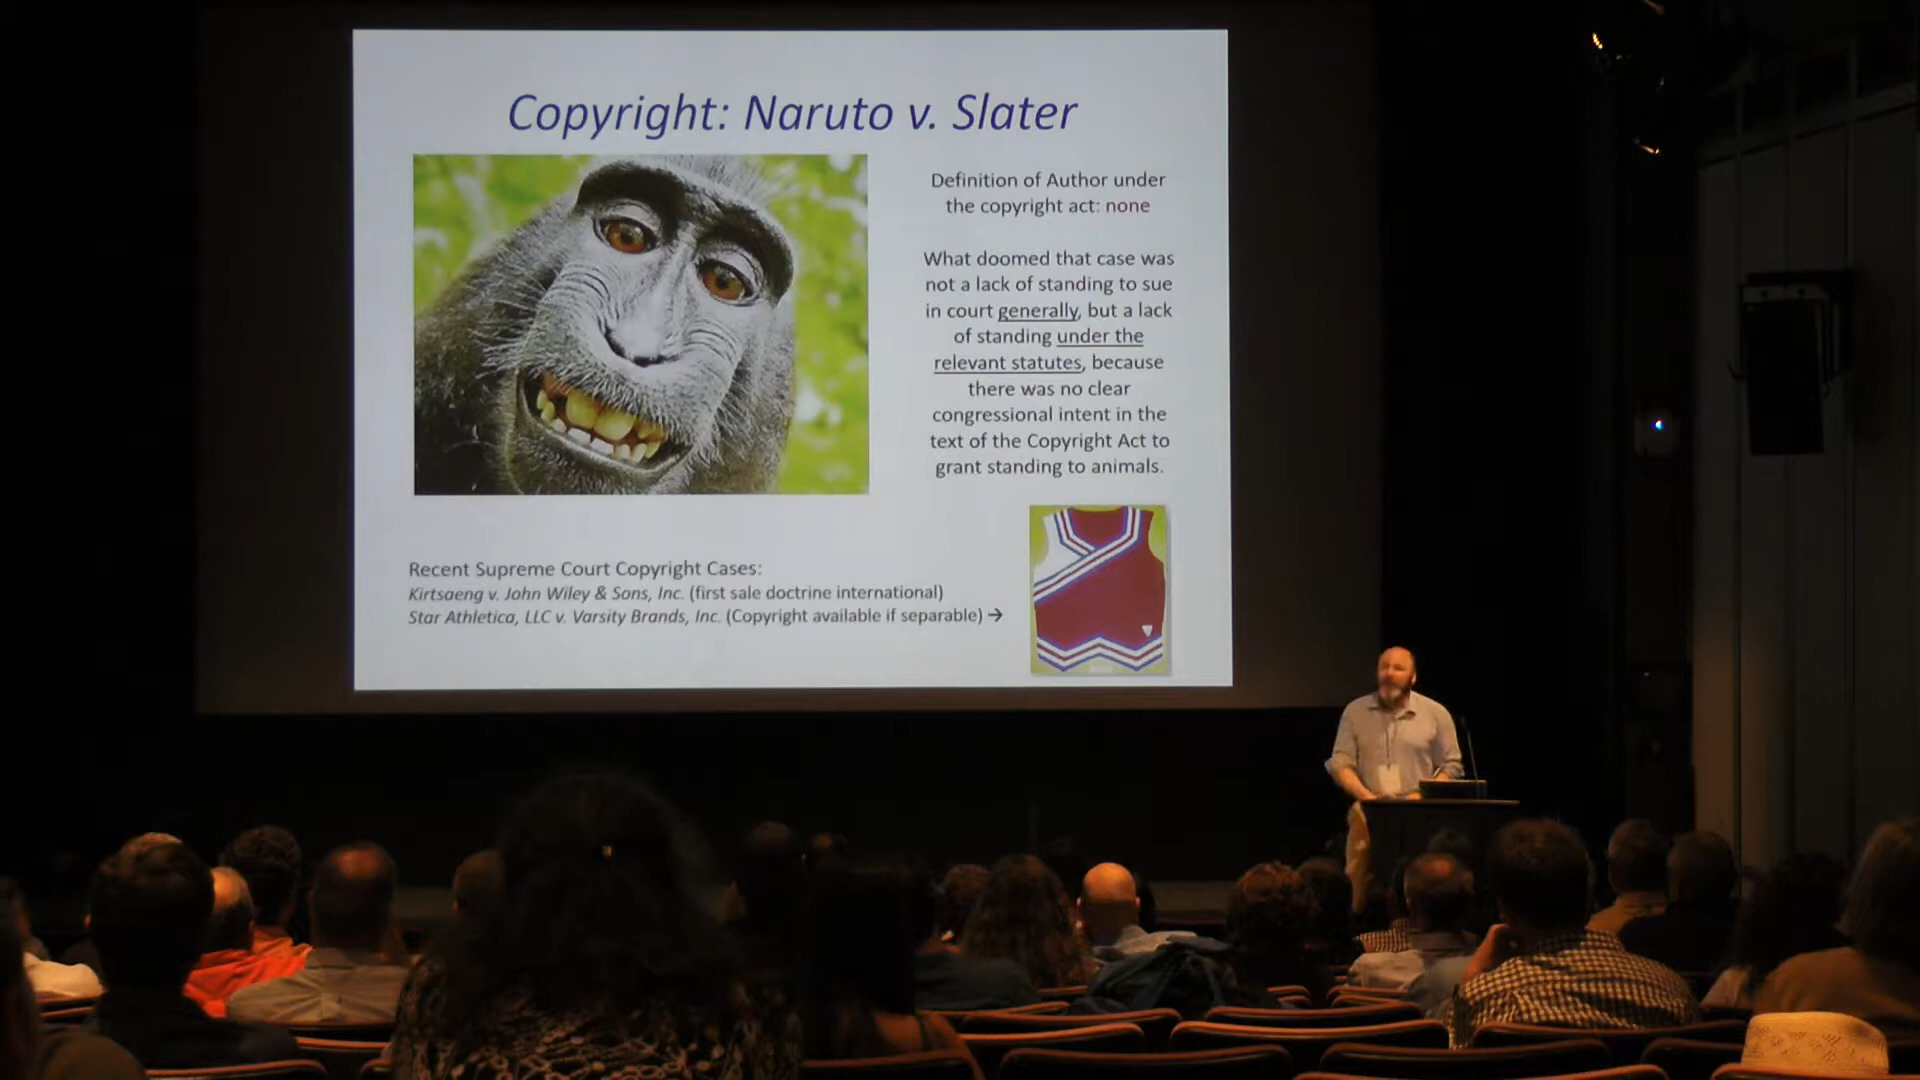 Copyright: Naruto v. Slater
Definition of Author under
the copyright act: none
What doomed that case was
not a lack of standing to sue
in court generally, but a lack
of standing under the
relevant statutes, because
there was no clear
congressional intent in the
text of the Copyright Act to
grant standing to animals.
Recent Supreme Court Copyright Cases:
Kirtsaeng v. John Wiley & Sons, Inc. (first sale doctrine international)
Star Athletica, LLC v. Varsity Brands, Inc. (Copyright available if separable) →